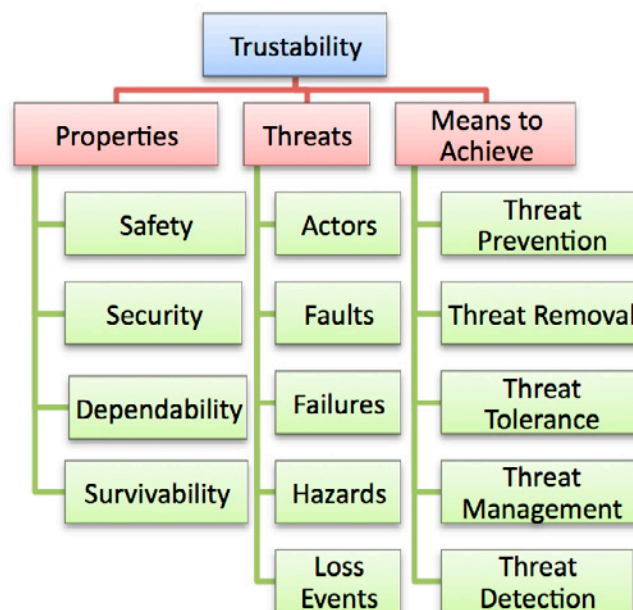 Trustability
Properties
Threats
Means to
Achieve
Safety
Security
Dependability
Survivability
Actors
Faults
Failures
Hazards
Loss
Events
Threat
Prevention
Threat Removal
Threat
Tolerance
Threat
Management
Threat
Detection